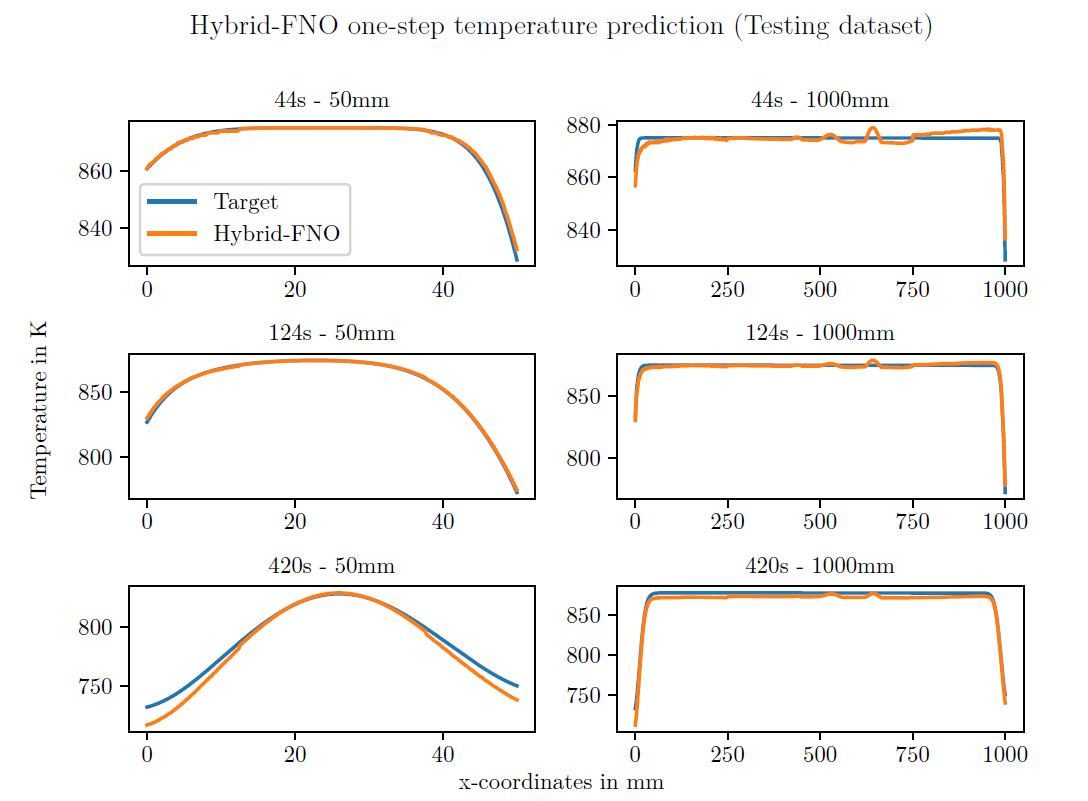 Hybrid-FNO one-step temperature prediction (Testing dataset)
44s - 50mm
860
840
Target
Hybrid-FNO
0 20 40
44s - 1000mm
880
860
840
0 250 500 750 1000
Temperature in K
124s - 50mm
850
800
0 20 40
124s - 1000mm
850
800
0 250 500 750 1000
420s - 50mm
800
750
0 20 40
420s - 1000mm
850
800
750
0 250 500 750 1000
x-coordinates in mm